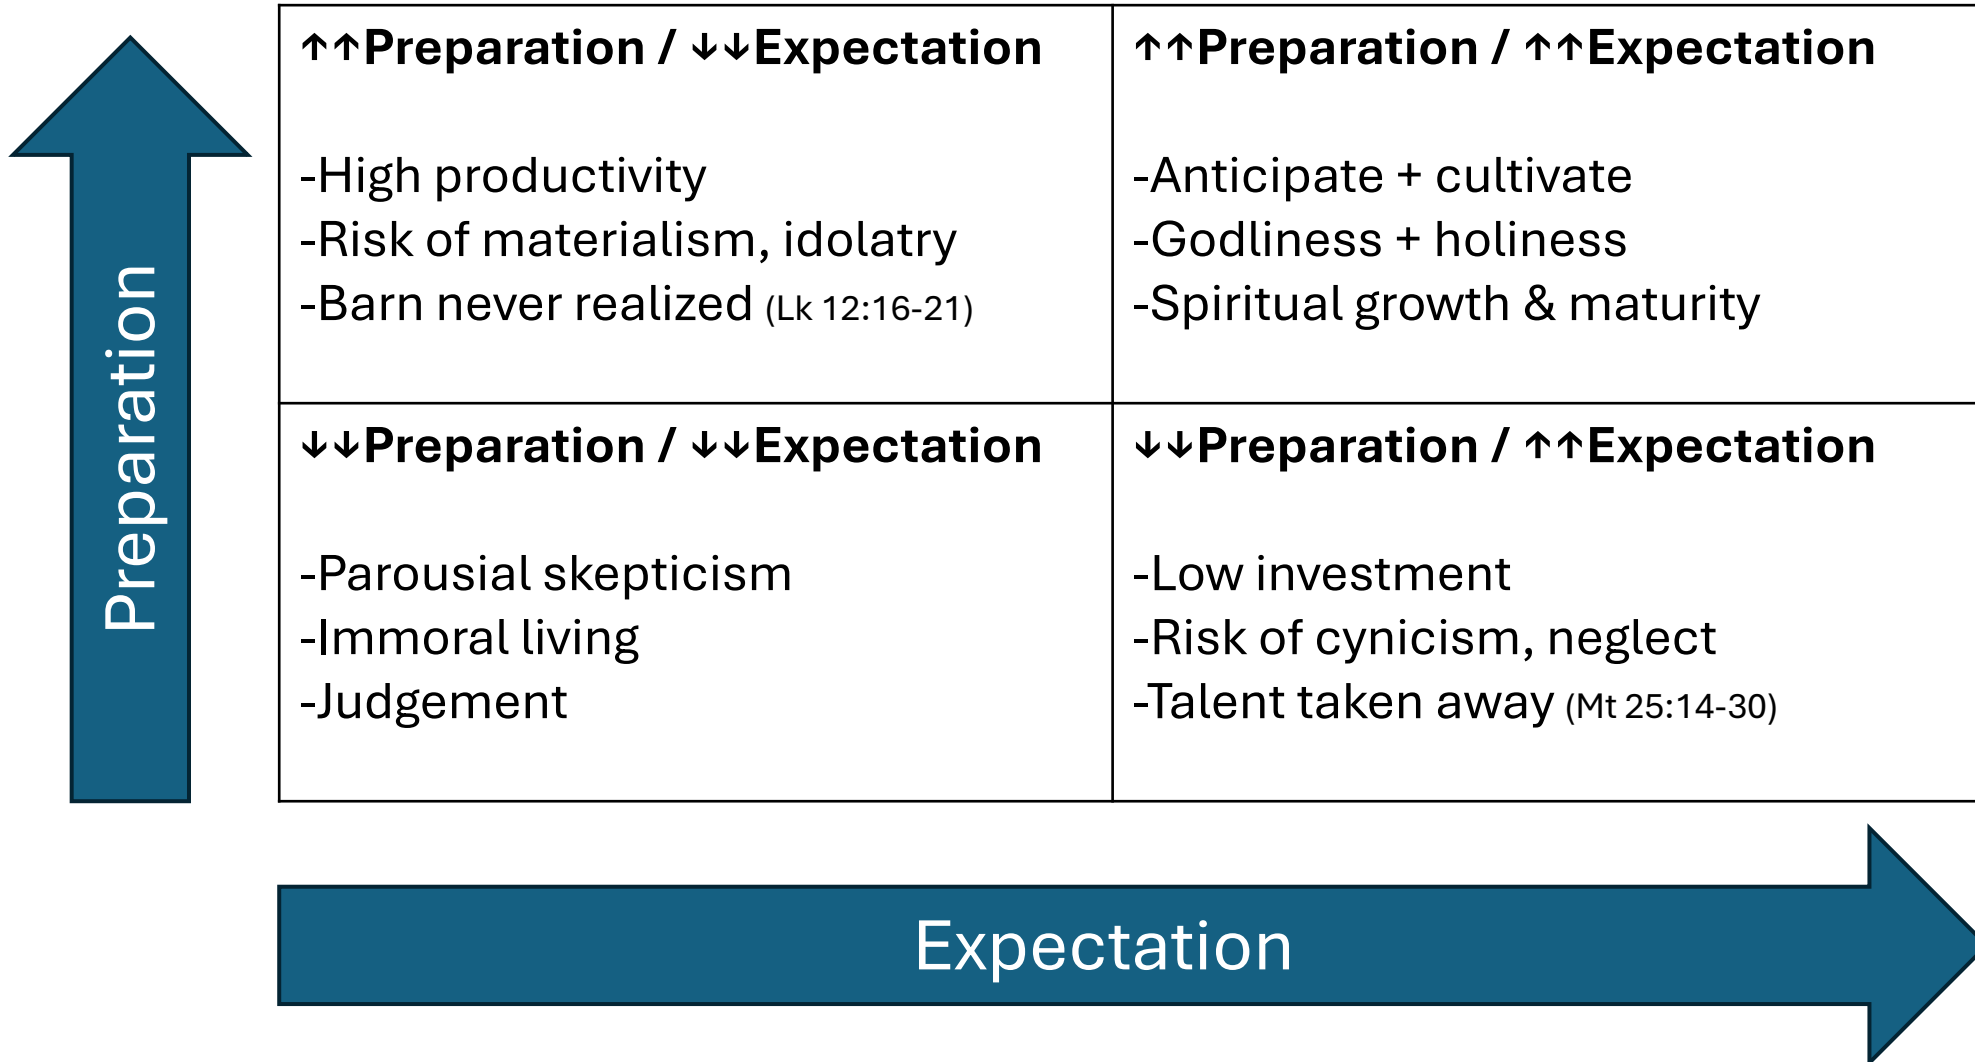 Preparation
↑↑Preparation / ↓↓Expectation
-High productivity
-Risk of materialism, idolatry
-Barn never realized (Lk 12:16-21)
↑↑Preparation / ↑↑Expectation
-Anticipate + cultivate
-Godliness + holiness
-Spiritual growth & maturity
↓↓Preparation / ↓↓Expectation
-Parousial skepticism
-Immoral living
-Judgement
↓↓Preparation / ↑↑Expectation
-Low investment
-Risk of cynicism, neglect
-Talent taken away (Mt 25:14-30)
Expectation